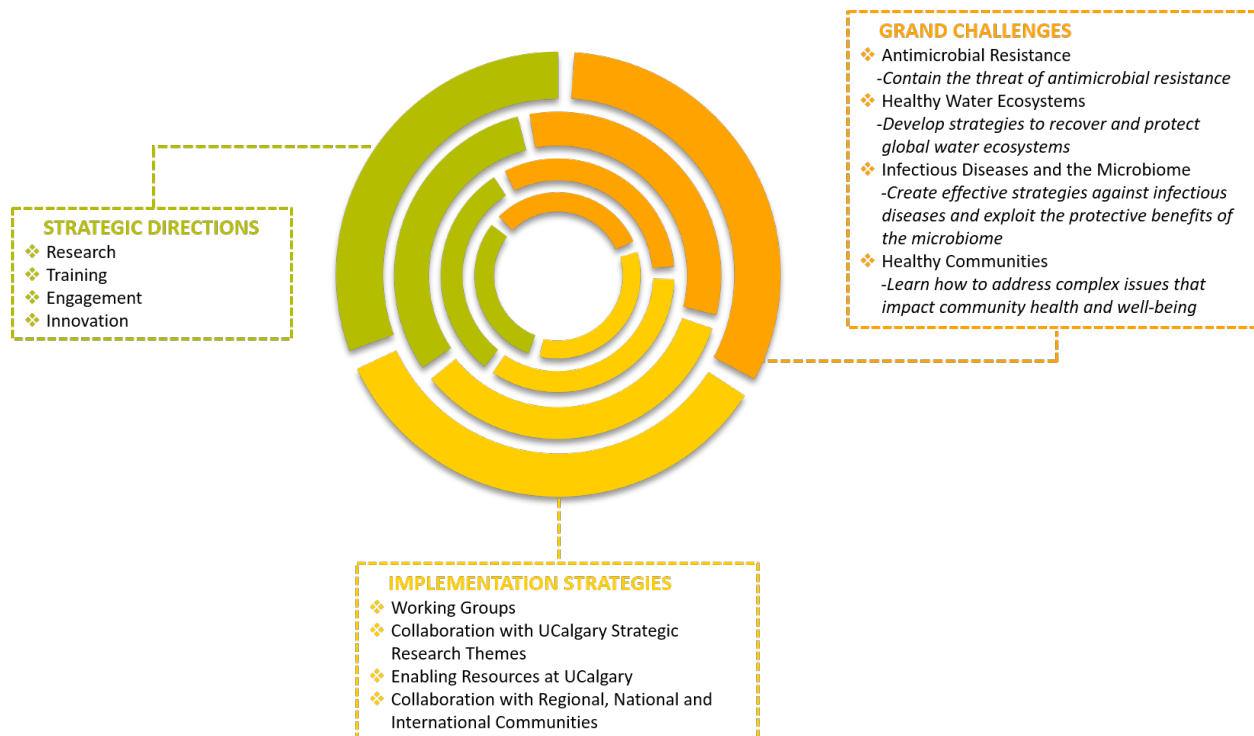 GRAND CHALLENGES
❖ Antimicrobial Resistance
-Contain the threat of antimicrobial resistance
❖ Healthy Water Ecosystems
-Develop strategies to recover and protect
global water ecosystems
❖ Infectious Diseases and the Microbiome
-Create effective strategies against infectious
diseases and exploit the protective benefits of
the microbiome
❖ Healthy Communities
-Learn how to address complex issues that
impact community health and well-being
STRATEGIC DIRECTIONS
❖ Research
❖ Training
❖ Engagement
❖ Innovation
IMPLEMENTATION STRATEGIES
❖ Working Groups
❖ Collaboration with UCalgary Strategic
Research Themes
❖ Enabling Resources at UCalgary
❖ Collaboration with Regional, National and
International Communities